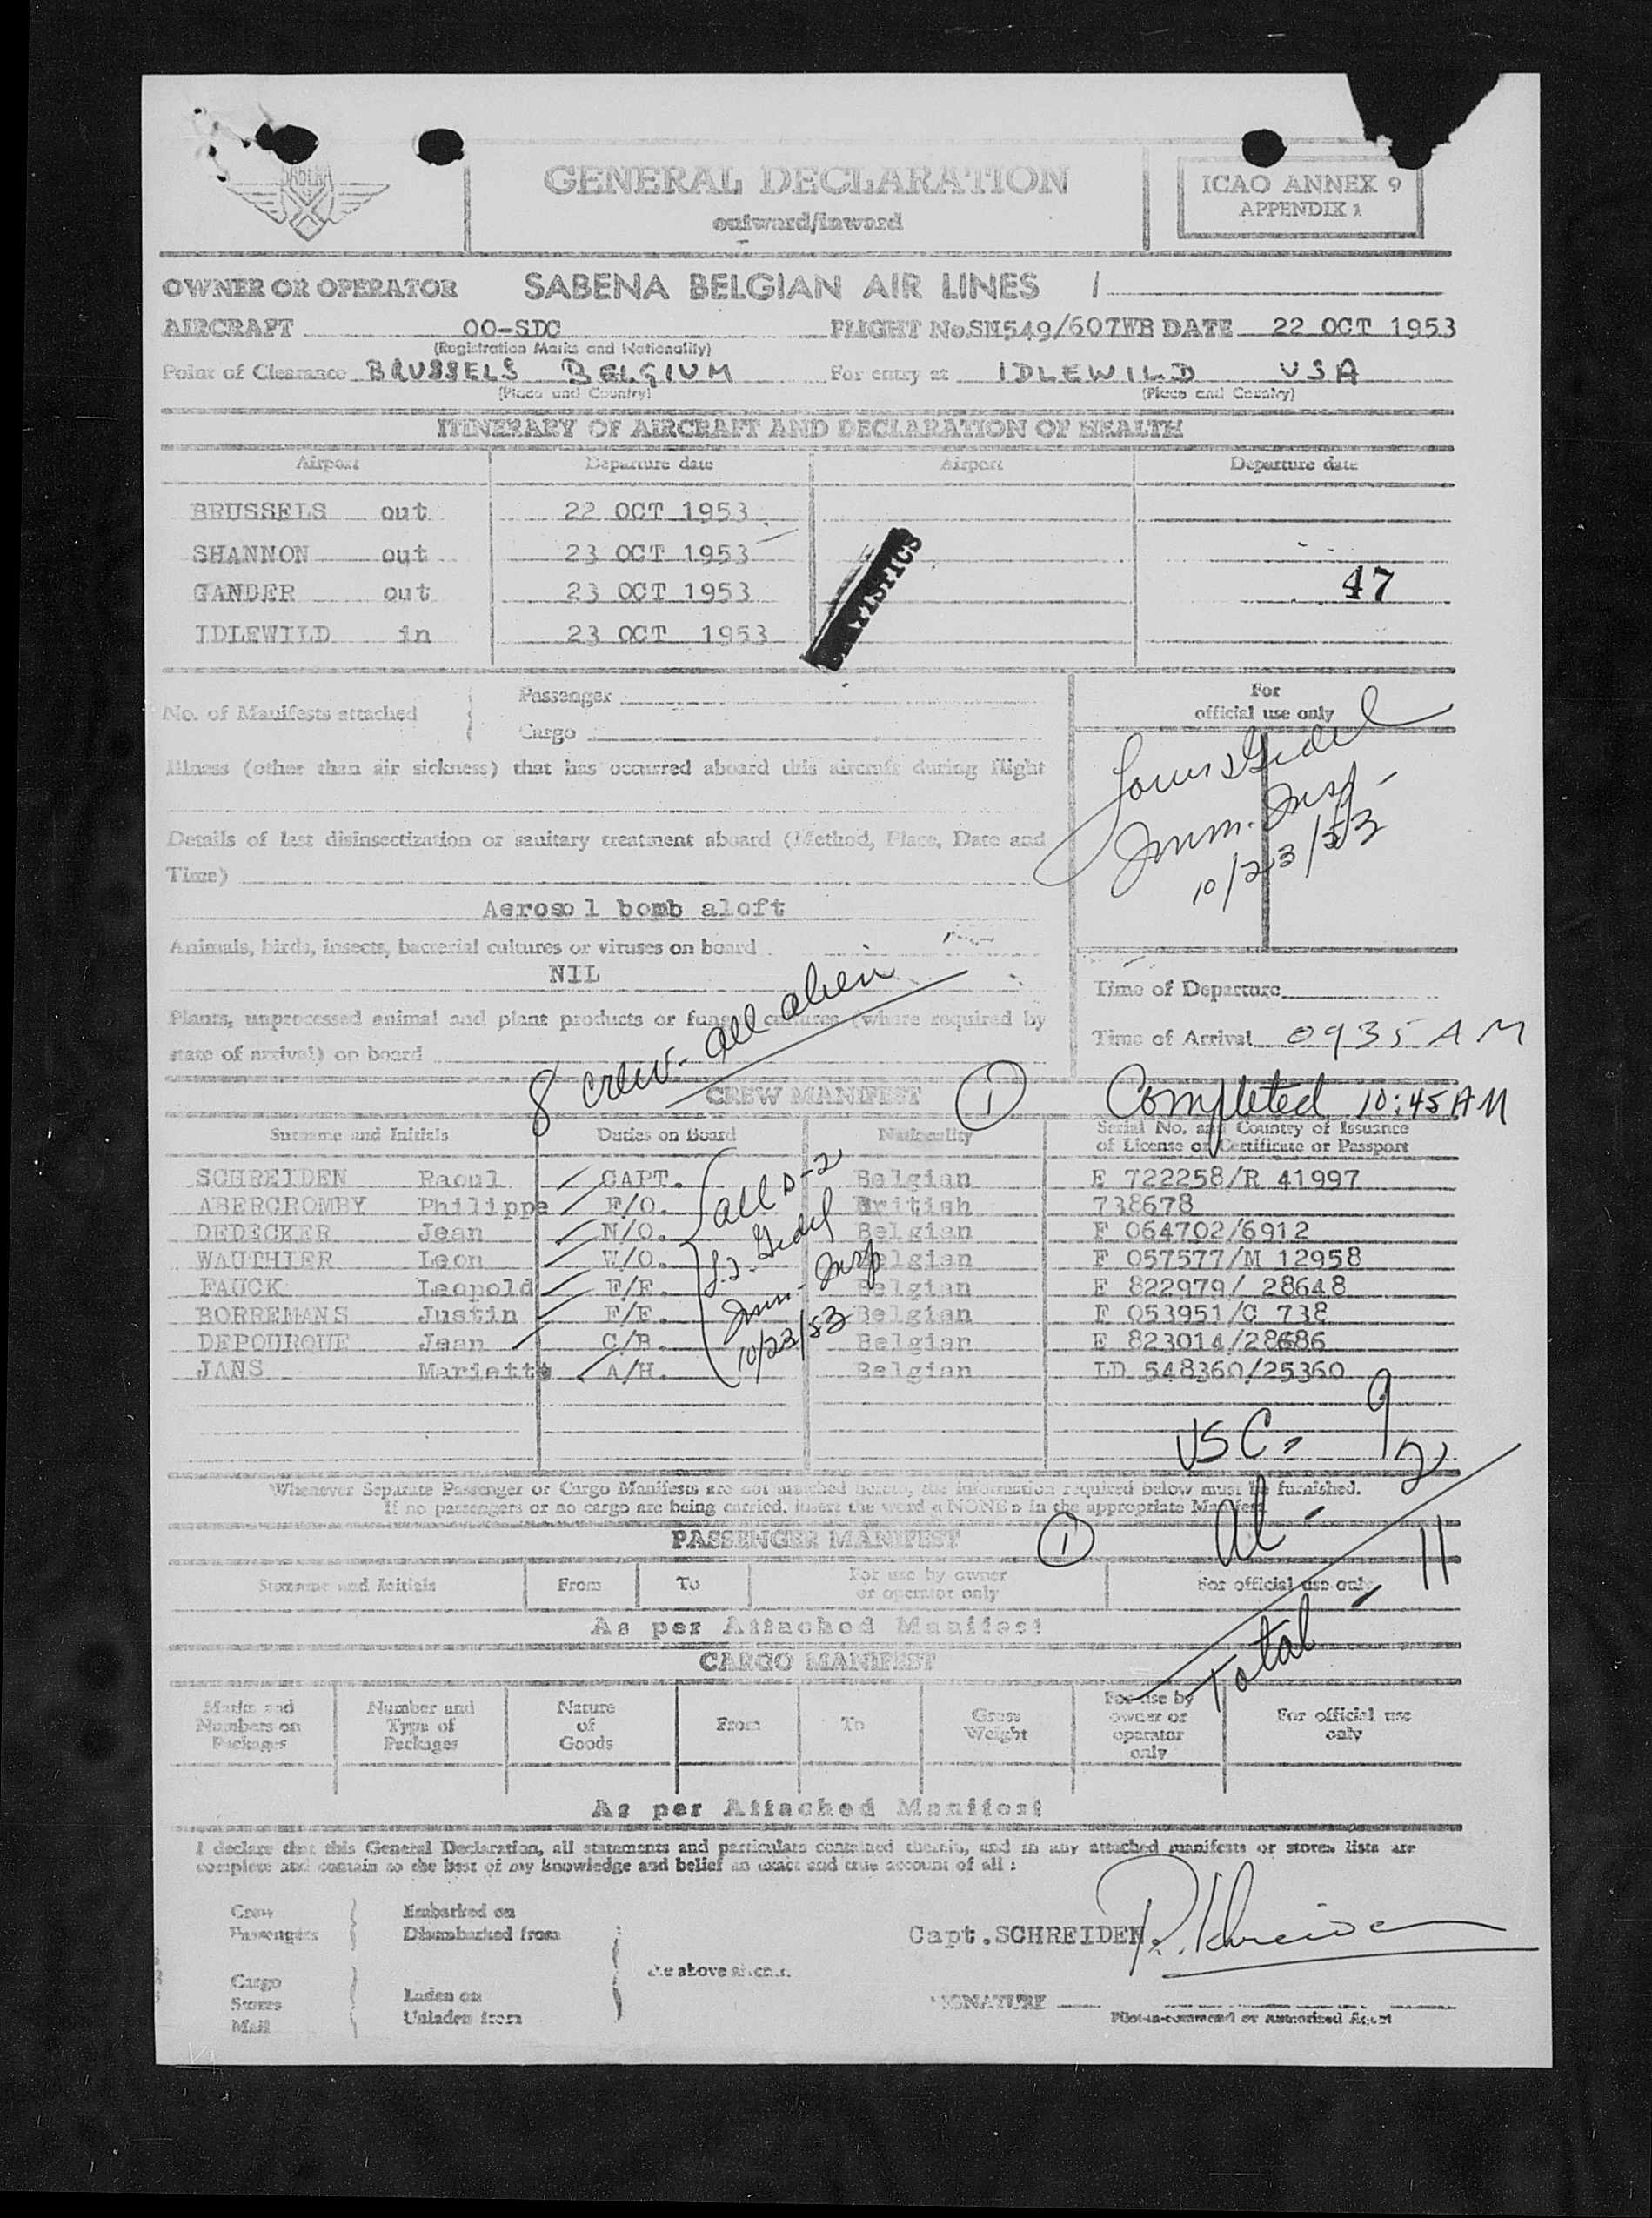 SABENA
GENERAL DECLARATION
outward/inward
ICAO ANNEX 9
APPENDIX 1
OWNER OR OPERATOR SABENA BELGIAN AIR LINES /
AIRCRAFT OO-SDC FLIGHT No. SN549/607WB DATE 22 OCT 1953
(Registration Marks and Nationality)
Point of Clearance BRUSSELS BELGIUM For entry at IDLEWILD USA
(Place and Country) (Place and Country)
ITINERARY OF AIRCRAFT AND DECLARATION OF HEALTH
Airport Departure date Airport Departure date
BRUSSELS out 22 OCT 1953
SHANNON out 23 OCT 1953
STATISTICS
GANDER out 23 OCT 1953 47
IDLEWILD in 23 OCT 1953
No. of Manifests attached
Passenger
Cargo
For
official use only
Illness (other than air sickness) that has occurred aboard this aircraft during flight
Imm. Insp
10/23/53
Details of last disinsectization or sanitary treatment aboard (Method, Place, Date and
Time)
Aerosol bomb aloft
Animals, birds, insects, bacterial cultures or viruses on board
NIL
Time of Departure
Plants, unprocessed animal and plant products or fungal cultures (where required by
state of arrival) on board
Time of Arrival 0935 AM
8 crew - all alien
CREW MANIFEST 1 Completed 10:45 AM
Surname and Initials Duties on Board Nationality Serial No. and Country of Issuance
of License or Certificate or Passport
SCHREIDEN Raoul CAPT. Belgian E 722258/R 41997
ABERCROMBY Philippe F/O. British 738678
DEDECKER Jean N/O. Belgian F 064702/6912
WAUTHIER Leon W/O. Belgian F 057577/M 12958
FAUCK Leopold F/E. Belgian E 822979/ 28648
BORREMANS Justin F/E. Belgian F 053951/C 738
DEPOURQUE Jean C/B. Belgian E 823014/28686
JANS Mariette A/H. Belgian LD 548360/25360
all D-2
Imm. Insp
10/23/53
USC - 9
Al - 2
Total - 11
Whenever Separate Passenger or Cargo Manifests are not attached hereto, the information required below must be furnished.
If no passengers or no cargo are being carried, insert the word « NONE » in the appropriate Manifest.
PASSENGER MANIFEST 1
Surname and Initials From To For use by owner
or operator only For official use only
As per Attached Manifest
CARGO MANIFEST
Marks and
Numbers on
Packages
Number and
Type of
Packages
Nature
of
Goods
From
To
Gross
Weight
For use by
owner or
operator
only
For official use
only
As per Attached Manifest
I declare that this General Declaration, all statements and particulars contained therein, and in any attached manifests or stores lists are
complete and contain to the best of my knowledge and belief an exact and true account of all :
Crew
Passengers
Embarked on
Disembarked from
Cargo
Stores
Mail
Laden on
Unladen from
the above aircraft.
Capt. SCHREIDEN
SIGNATURE
Pilot-in-command or Authorized Agent